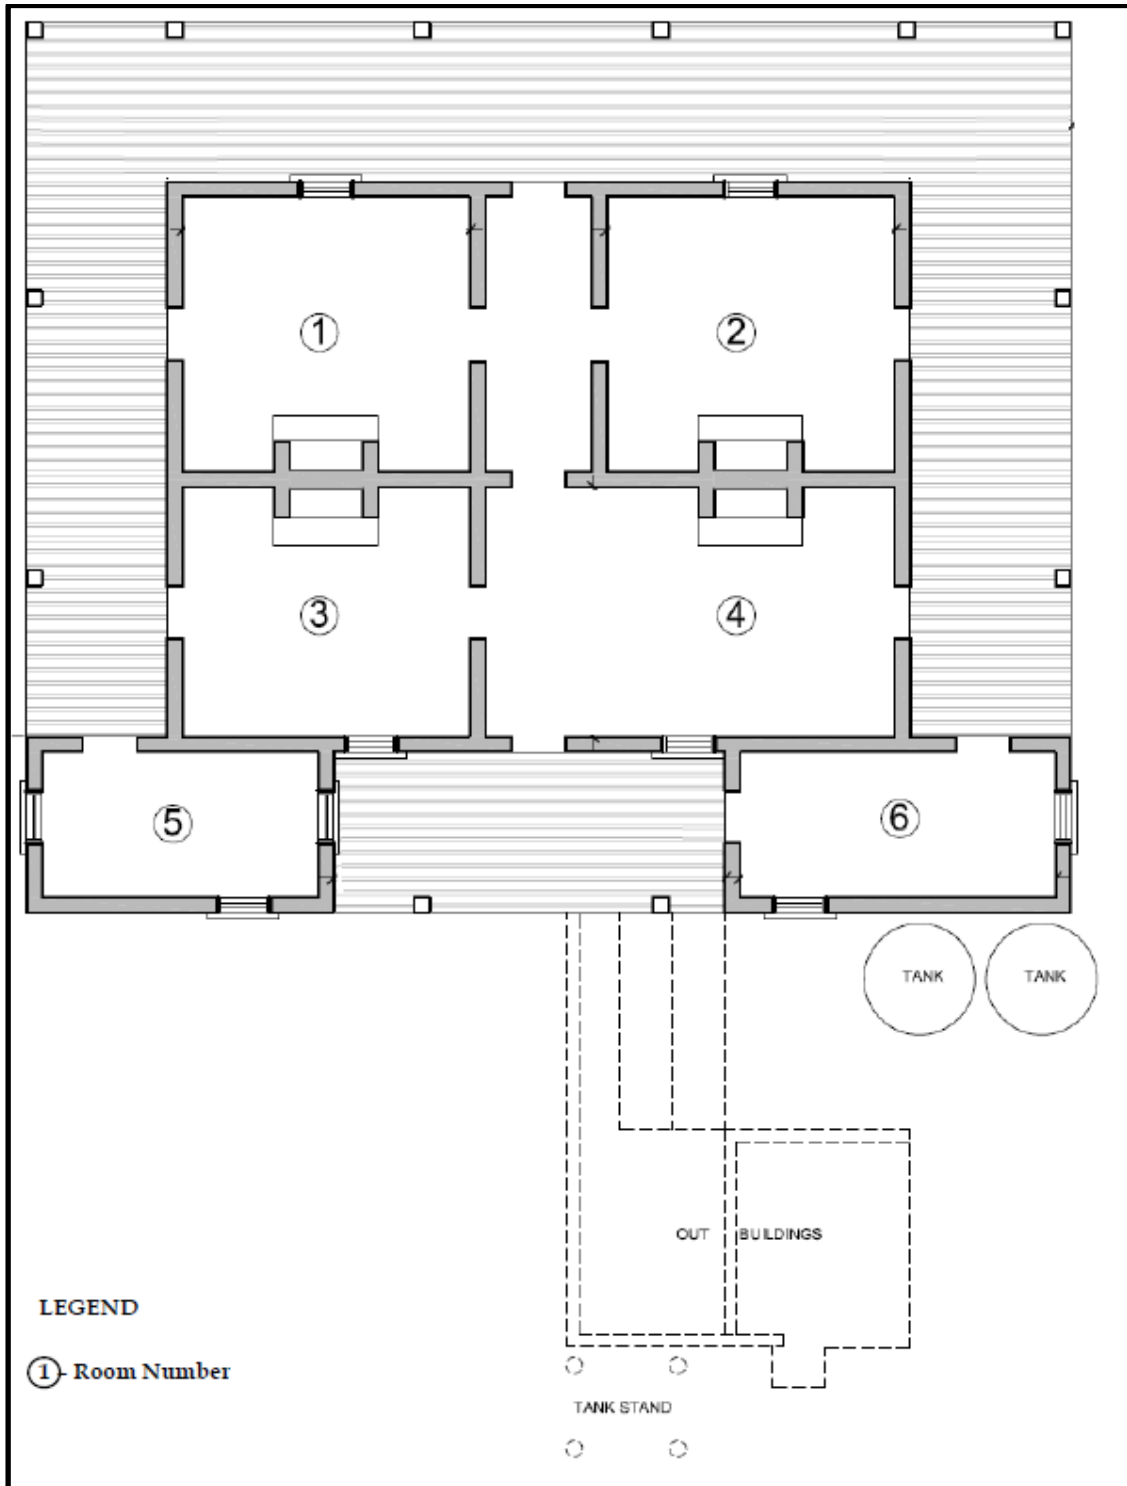 1
2
3
4
5
6
TANK
TANK
OUT BUILDINGS
LEGEND
1 - Room Number
TANK STAND